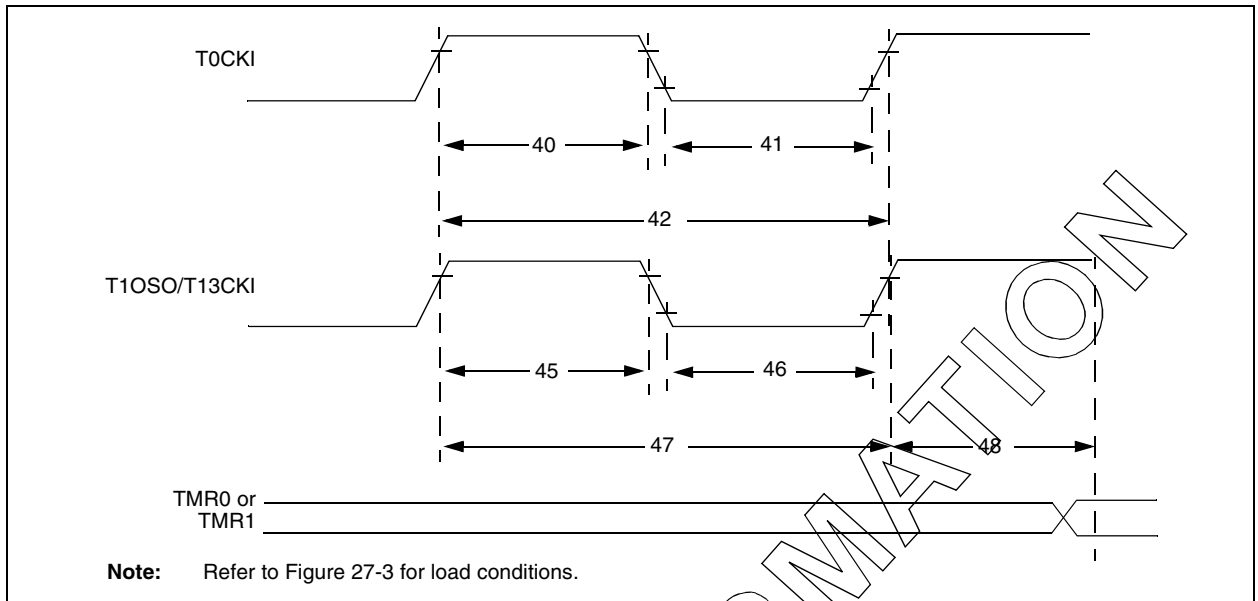 T0CKI
40
41
42
T1OSO/T13CKI
45
46
47
48
TMR0 or
TMR1
Note: Refer to Figure 27-3 for load conditions.
RMATION